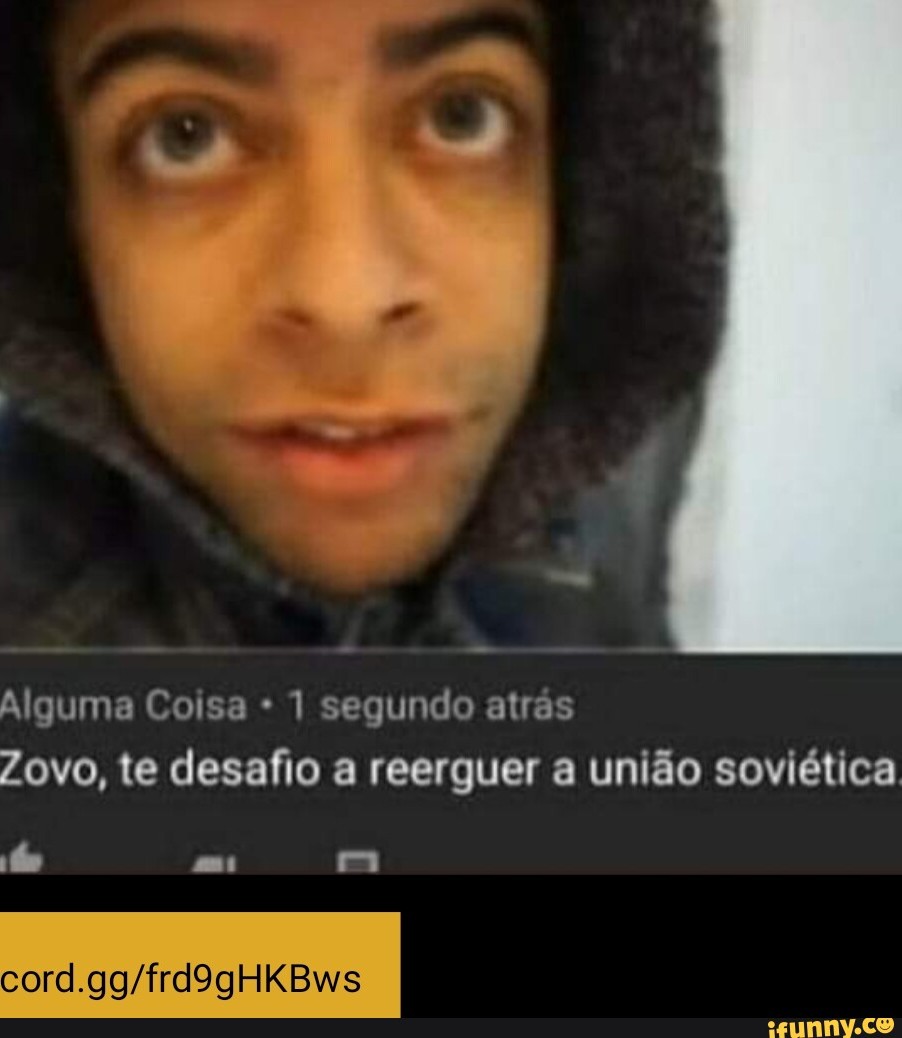 Alguma Coisa • 1 segundo atrás
Zovo, te desafio a reerguer a união soviética.
cord.gg/frd9gHKBws
ifunny.co